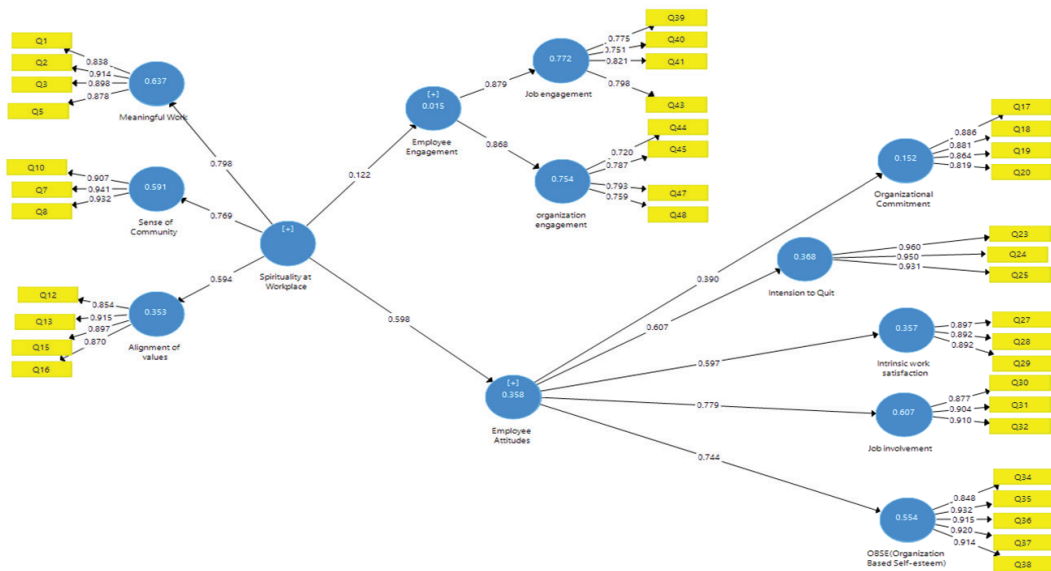 Q1
Q2
Q3
Q5
0.838
0.914
0.898
0.878
0.637
Meaningful Work
Q10
Q7
Q8
0.907
0.941
0.932
0.591
Sense of
Community
Q12
Q13
Q15
Q16
0.854
0.915
0.897
0.870
0.353
Alignment of
values
0.798
0.769
0.594
[+]
Spirituality at
Workplace
0.122
0.598
[+]
0.015
Employee
Engagement
0.879
0.868
0.772
Job engagement
0.775
0.751
0.821
0.798
Q39
Q40
Q41
Q43
0.754
organization
engagement
0.720
0.787
0.793
0.759
Q44
Q45
Q47
Q48
[+]
0.358
Employee
Attitudes
0.390
0.607
0.597
0.779
0.744
0.152
Organizational
Commitment
0.886
0.881
0.864
0.819
Q17
Q18
Q19
Q20
0.368
Intension to Quit
0.960
0.950
0.931
Q23
Q24
Q25
0.357
Intrinsic work
satisfaction
0.897
0.892
0.892
Q27
Q28
Q29
0.607
Job involvement
0.877
0.904
0.910
Q30
Q31
Q32
0.554
OBSE(Organization
Based Self-esteem)
0.848
0.932
0.915
0.920
0.914
Q34
Q35
Q36
Q37
Q38